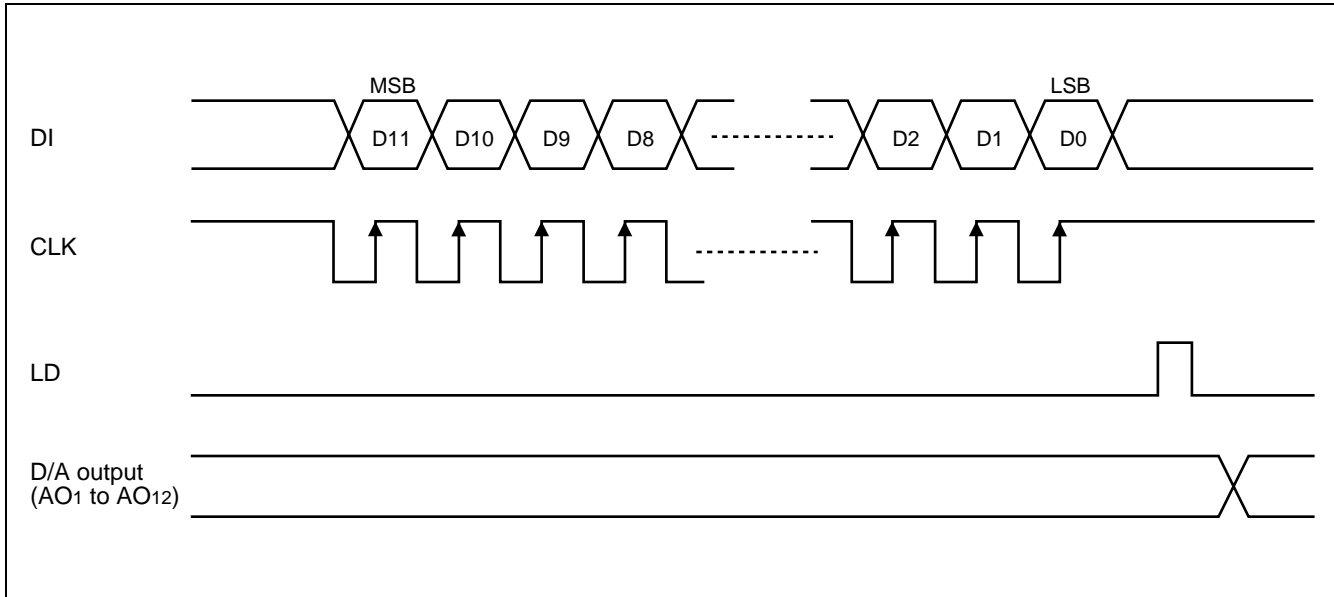 MSB LSB
DI D11 D10 D9 D8 D2 D1 D0
CLK
LD
D/A output
(AO1 to AO12)